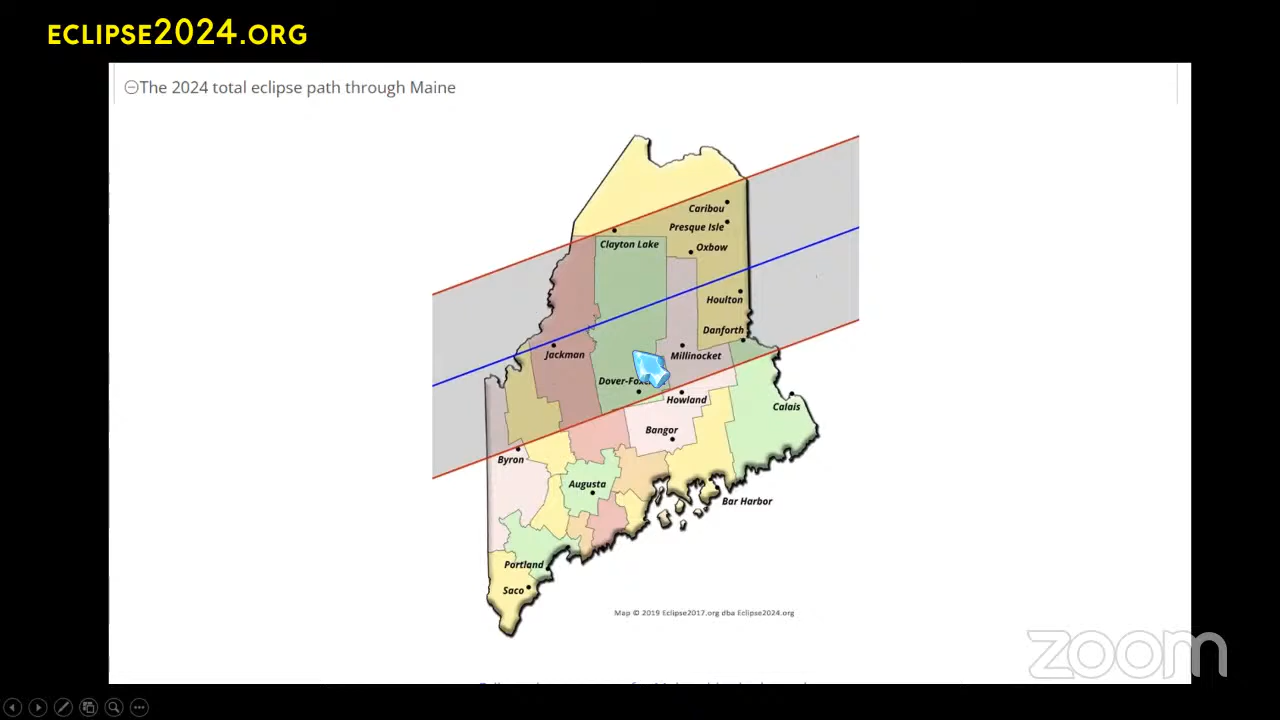 ECLIPSE2024.ORG
The 2024 total eclipse path through Maine
Caribou
Presque Isle
Clayton Lake
Oxbow
Houlton
Danforth
Jackman
Millinocket
Howland
Calais
Bangor
Byron
Augusta
Bar Harbor
Portland
Saco
Map © 2019 Eclipse2017.org dba Eclipse2024.org
zoom